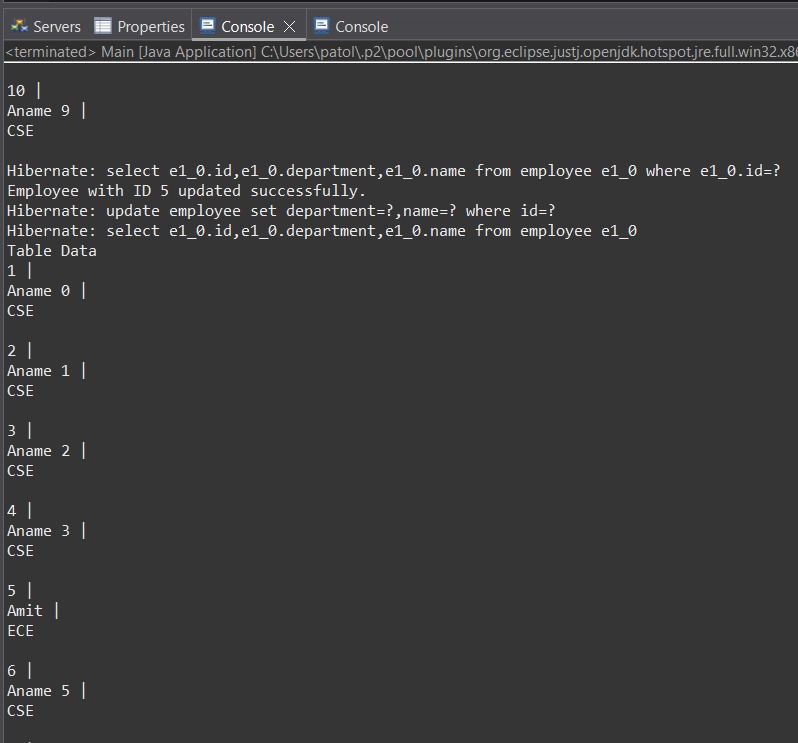 Servers Properties Console Console
<terminated> Main [Java Application] C:\Users\patol\.p2\pool\plugins\org.eclipse.justj.openjdk.hotspot.jre.full.win32.x86
10 |
Aname 9 |
CSE
Hibernate: select e1_0.id,e1_0.department,e1_0.name from employee e1_0 where e1_0.id=?
Employee with ID 5 updated successfully.
Hibernate: update employee set department=?,name=? where id=?
Hibernate: select e1_0.id,e1_0.department,e1_0.name from employee e1_0
Table Data
1 |
Aname 0 |
CSE
2 |
Aname 1 |
CSE
3 |
Aname 2 |
CSE
4 |
Aname 3 |
CSE
5 |
Amit |
ECE
6 |
Aname 5 |
CSE